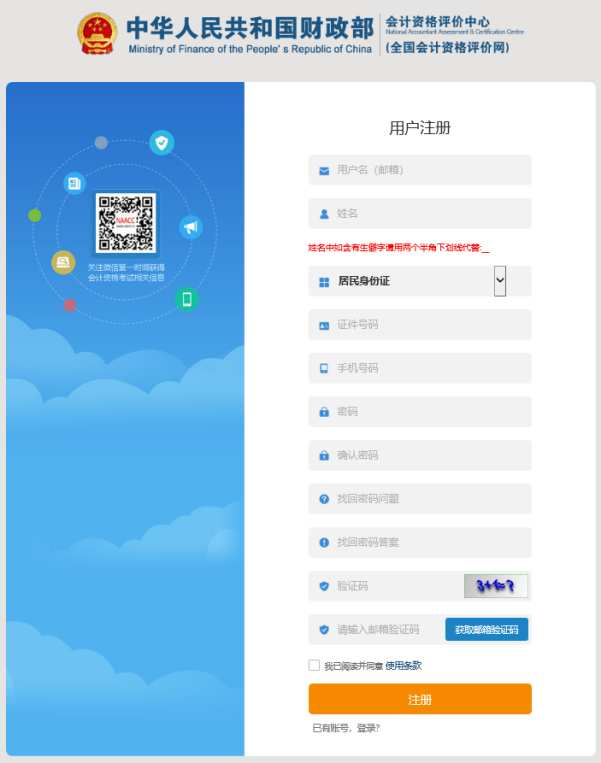 中华人民共和国财政部
Ministry of Finance of the People' s Republic of China
会计资格评价中心
National Accountant Assessment & Certification Centre
(全国会计资格评价网)
用户注册
用户名（邮箱）
姓名
姓名中如含有生僻字请用两个半角下划线代替:__
居民身份证
证件号码
手机号码
密码
确认密码
找回密码问题
找回密码答案
验证码
3+4=?
请输入邮箱验证码
获取邮箱验证码
我已阅读并同意 使用条款
注册
已有账号，登录?
NAACC
关注微信第一时间获得
会计资格考试相关信息